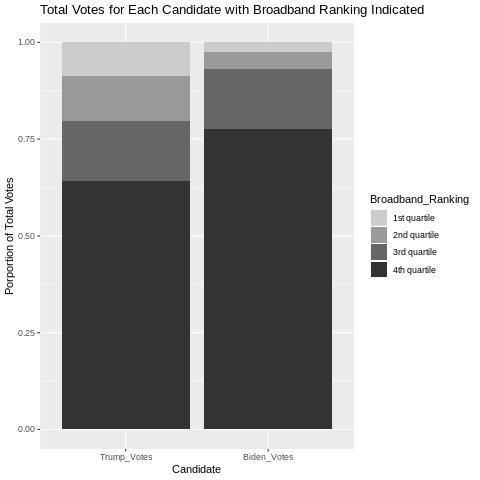 Total Votes for Each Candidate with Broadband Ranking Indicated
1.00
0.75
0.50
0.25
0.00
Porportion of Total Votes
Trump_Votes
Biden_Votes
Candidate
Broadband_Ranking
1st quartile
2nd quartile
3rd quartile
4th quartile